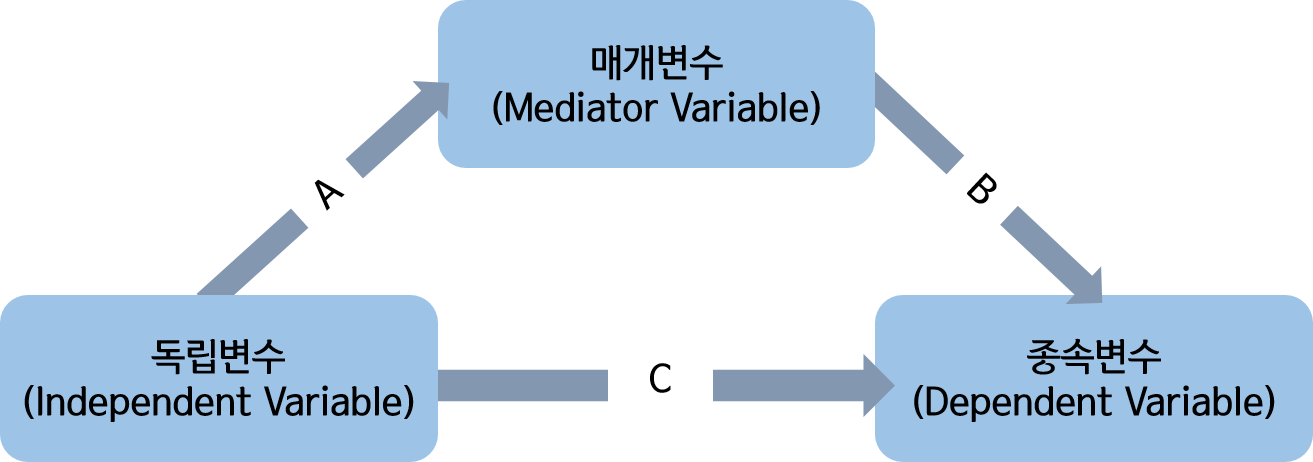 매개변수
(Mediator Variable)
A
B
독립변수
(Independent Variable)
C
종속변수
(Dependent Variable)